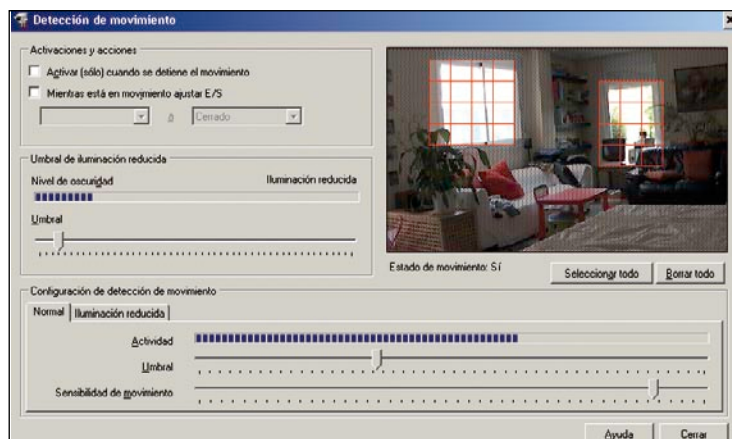 Detección de movimiento
Activaciones y acciones
Activar (sólo) cuando se detiene el movimiento
Mientras está en movimiento ajustar E/S
a
Cerrado
Umbral de iluminación reducida
Nivel de oscuridad
Iluminación reducida
Umbral
Estado de movimiento: Sí
Seleccionar todo
Borrar todo
Configuración de detección de movimiento
Normal
Iluminación reducida
Actividad
Umbral
Sensibilidad de movimiento
Ayuda
Cerrar